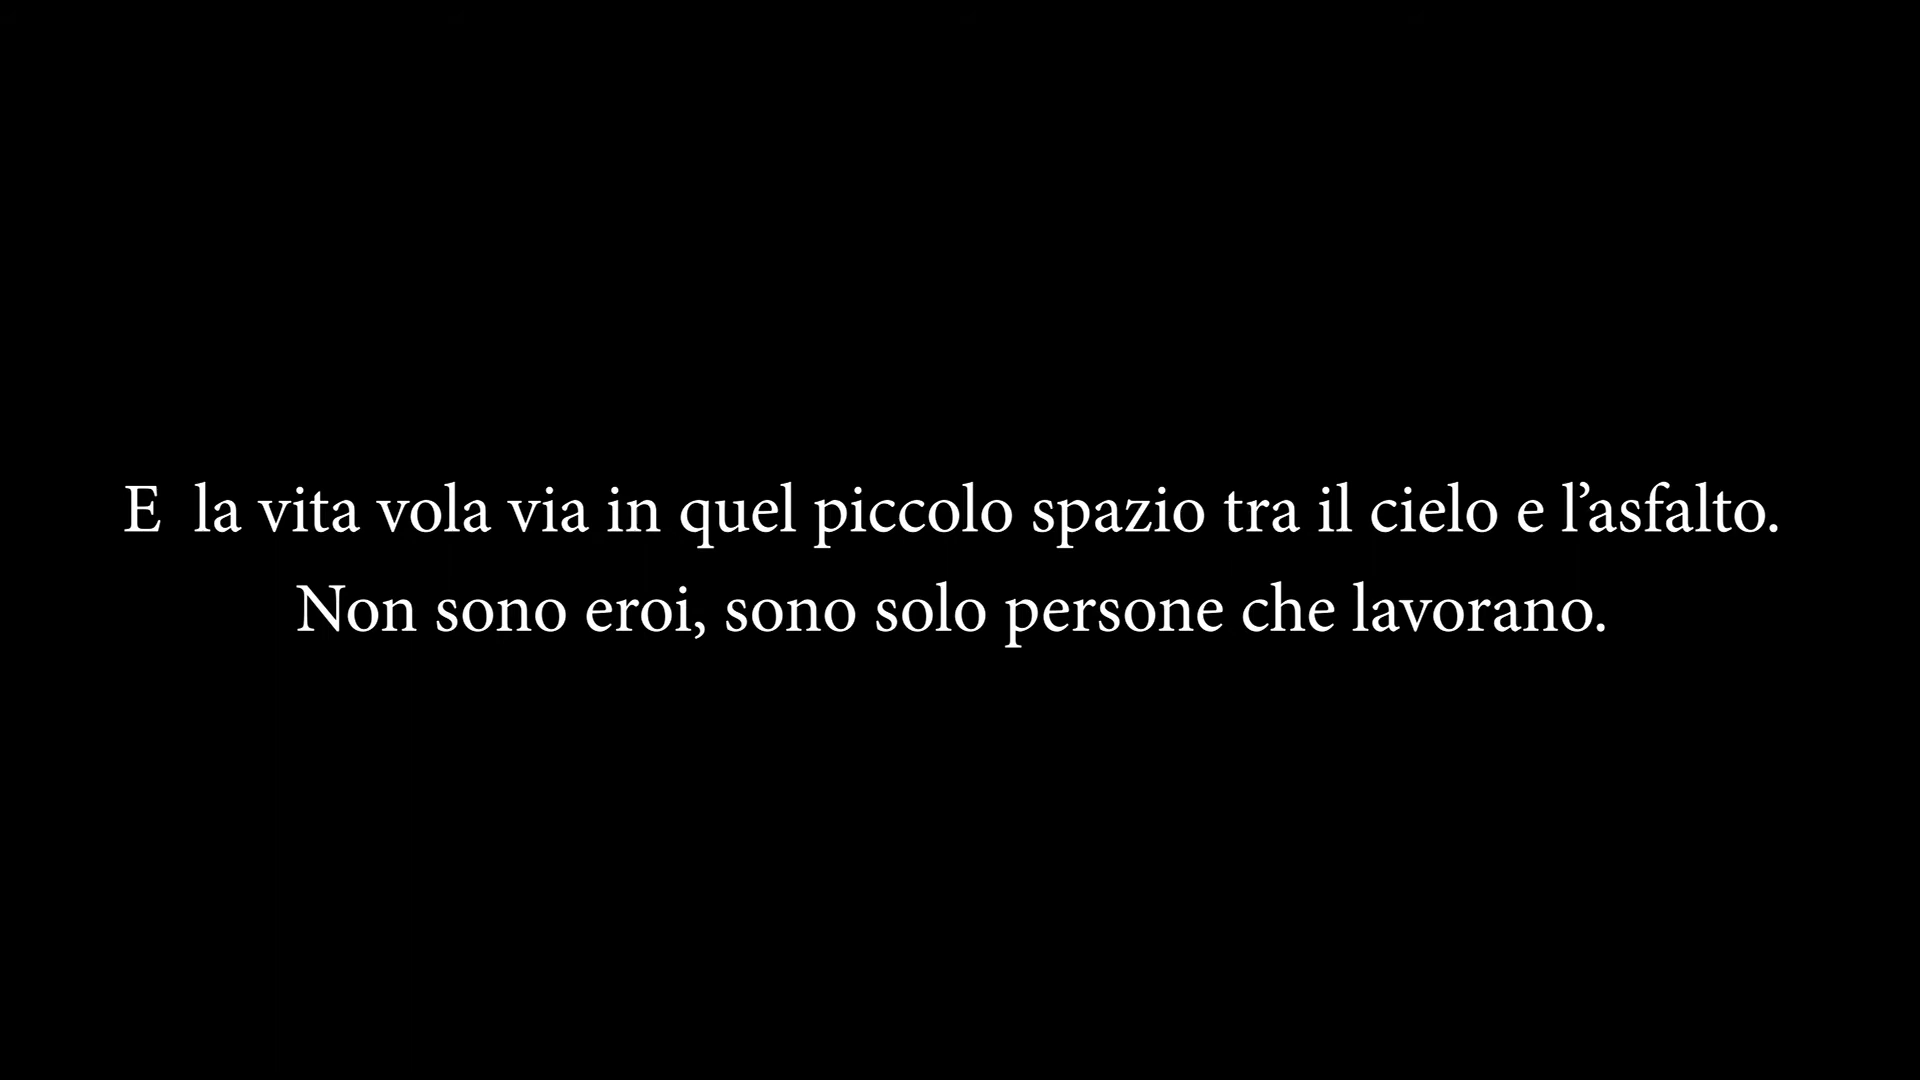 E  la vita vola via in quel piccolo spazio tra il cielo e l’asfalto.
Non sono eroi, sono solo persone che lavorano.